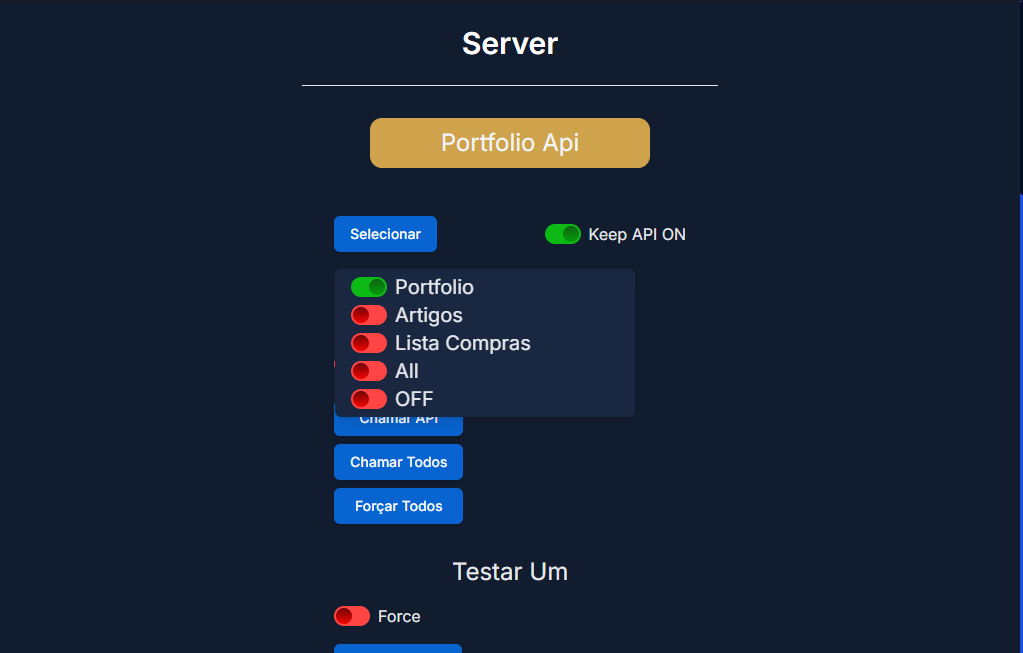 Server
Portfolio Api
Selecionar
Keep API ON
Portfolio
Artigos
Lista Compras
All
OFF
Chamar API
Chamar Todos
Forçar Todos
Testar Um
Force